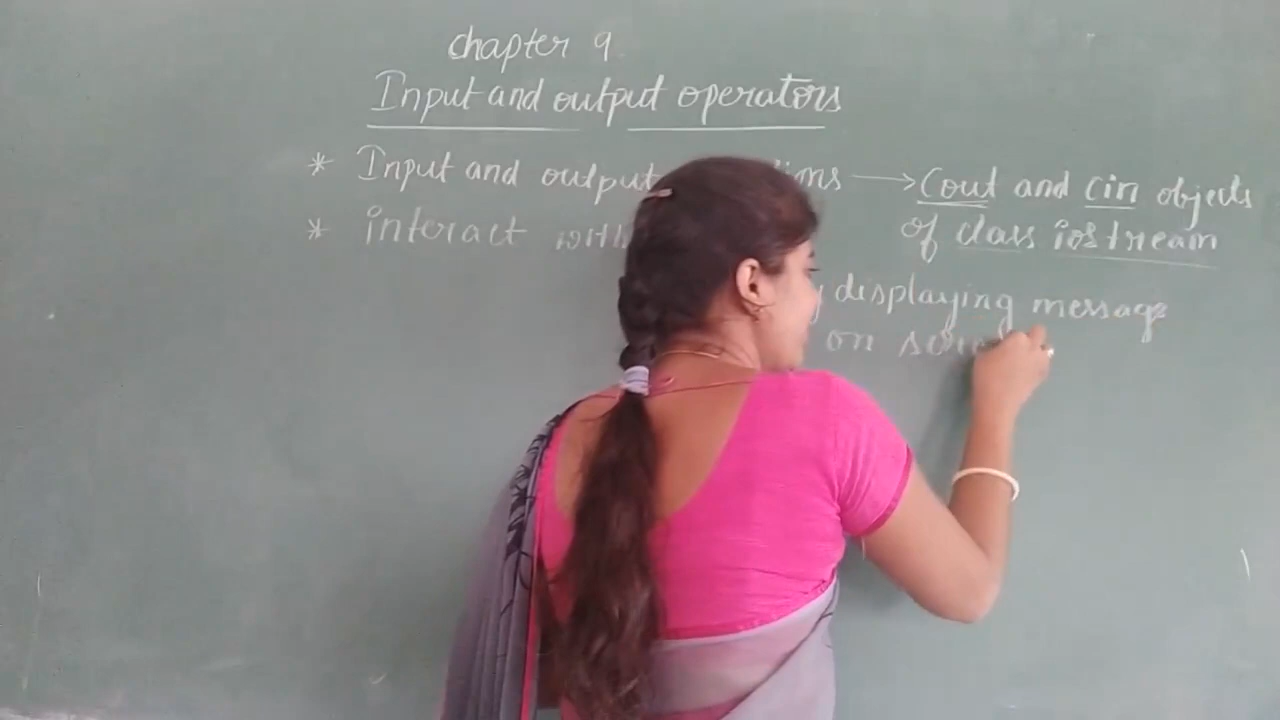 chapter 9
Input and output operators
* Input and output → Cout and Cin objects
of class iostream
* interact with
displaying message
on